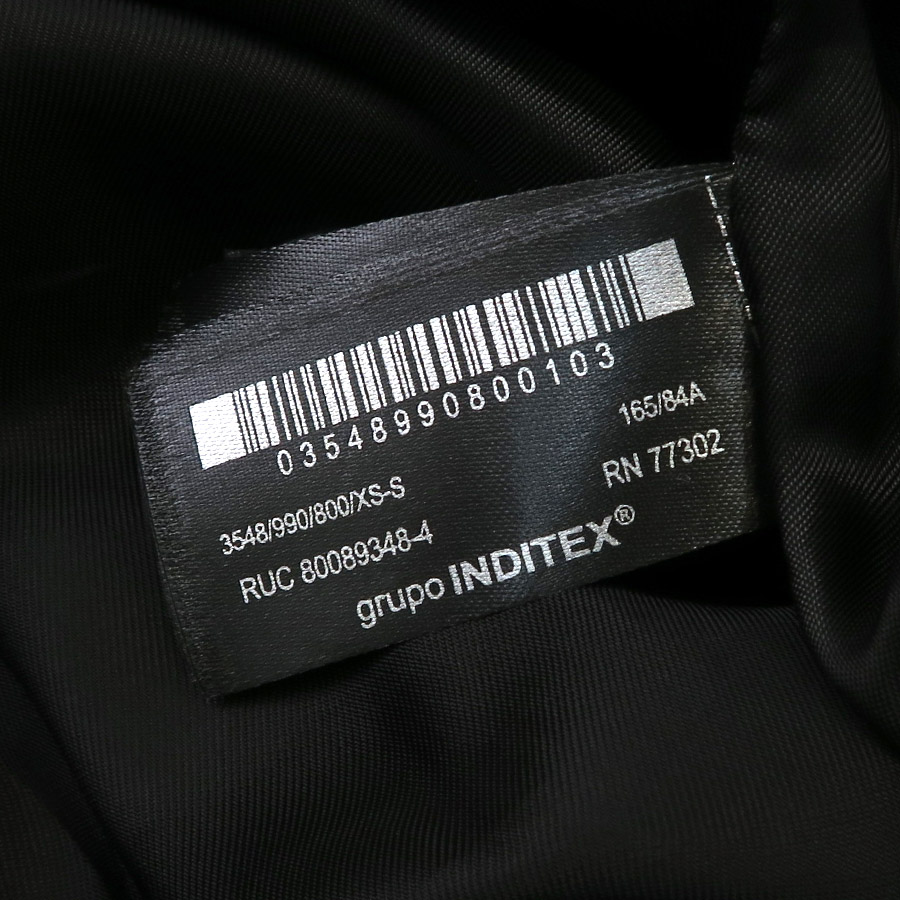 03548990800103
165/84A
3548/990/800/XS-S
RN 77302
RUC 80089348-4
grupo INDITEX®